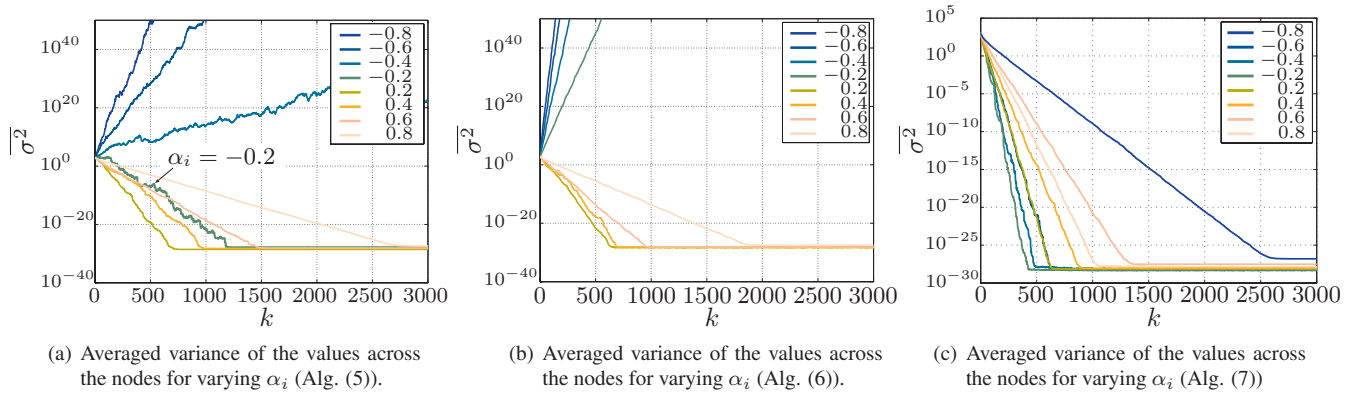 10^40
10^20
10^0
10^−20
10^−40
\overline{σ^2}
−0.8
−0.6
−0.4
−0.2
0.2
0.4
0.6
0.8
α_i = −0.2
0 500 1000 1500 2000 2500 3000
k
(a) Averaged variance of the values across
the nodes for varying α_i (Alg. (5)).
10^40
10^20
10^0
10^−20
10^−40
\overline{σ^2}
−0.8
−0.6
−0.4
−0.2
0.2
0.4
0.6
0.8
0 500 1000 1500 2000 2500 3000
k
(b) Averaged variance of the values across
the nodes for varying α_i (Alg. (6)).
10^5
10^0
10^−5
10^−10
10^−15
10^−20
10^−25
10^−30
\overline{σ^2}
−0.8
−0.6
−0.4
−0.2
0.2
0.4
0.6
0.8
0 500 1000 1500 2000 2500 3000
k
(c) Averaged variance of the values across
the nodes for varying α_i (Alg. (7))